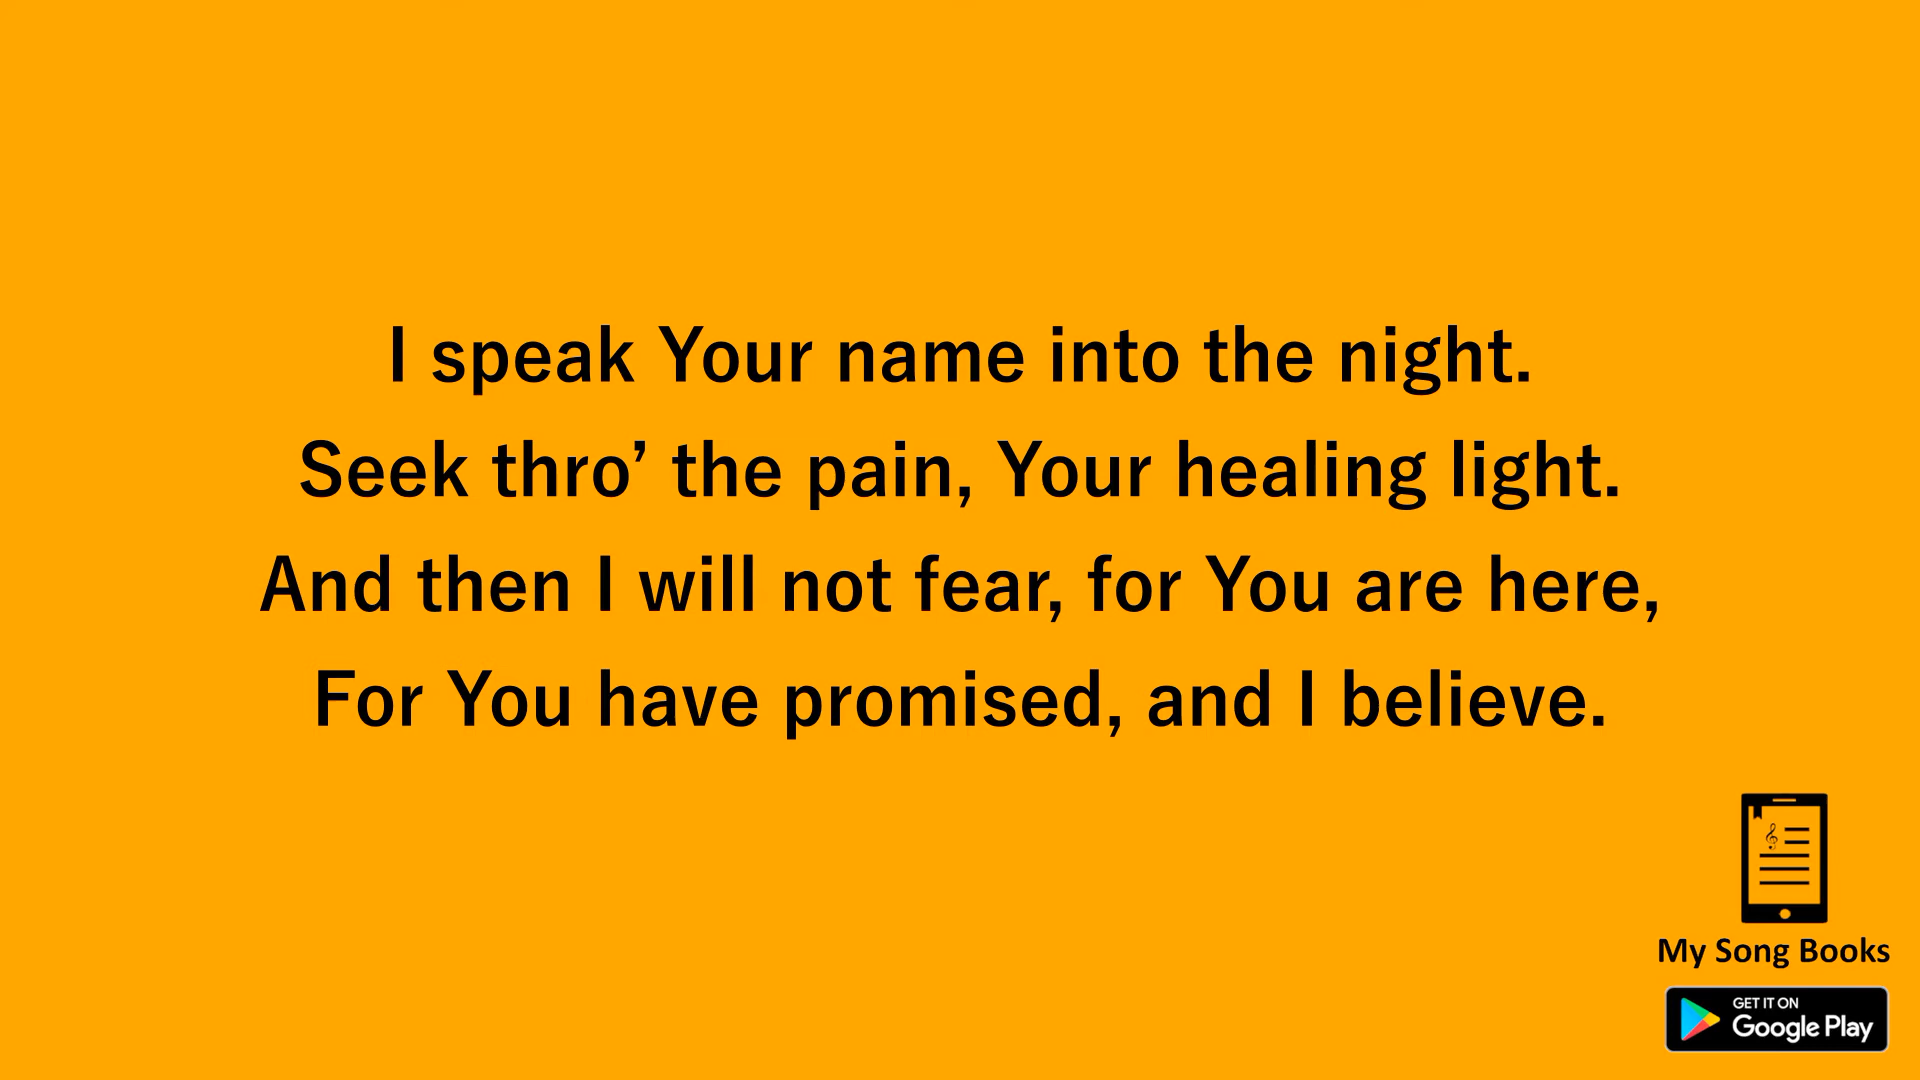 I speak Your name into the night.
Seek thro’ the pain, Your healing light.
And then I will not fear, for You are here,
For You have promised, and I believe.
My Song Books
GET IT ON
Google Play